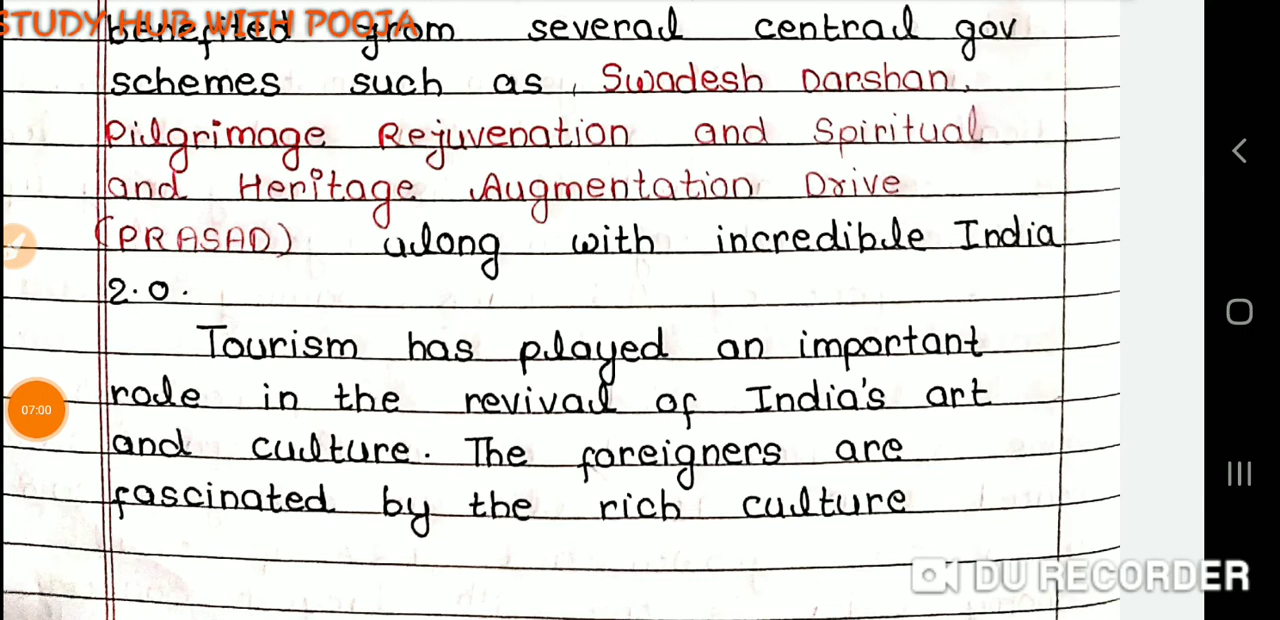 STUDY HUB WITH POOJA
benefited from several central gov
schemes such as, Swadesh Darshan,
Pilgrimage Rejuvenation and Spiritual
and Heritage Augmentation Drive
(PRASAD) along with incredible India
2.0.
Tourism has played an important
role in the revival of India's art
and culture. The foreigners are
07:00
fascinated by the rich culture
DU RECORDER